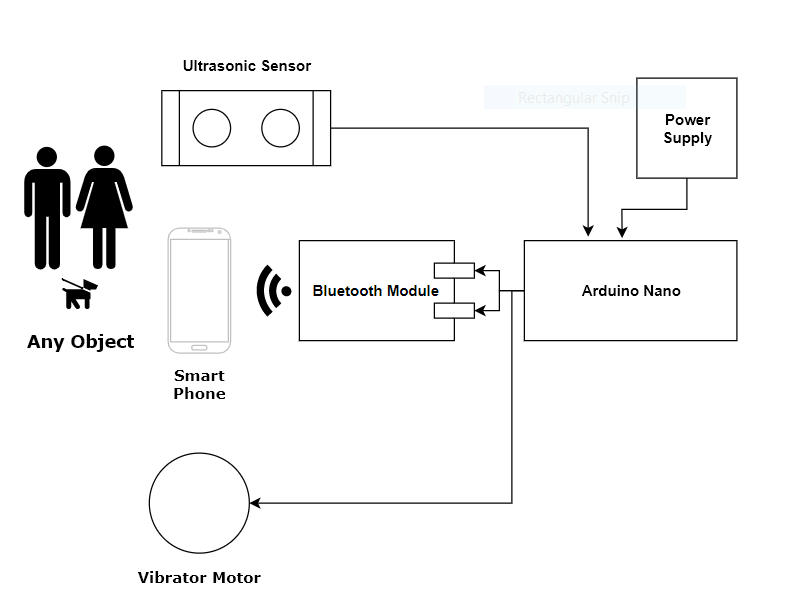 Ultrasonic Sensor
Rectangular Snip
Power
Supply
Bluetooth Module
Arduino Nano
Any Object
Smart
Phone
Vibrator Motor